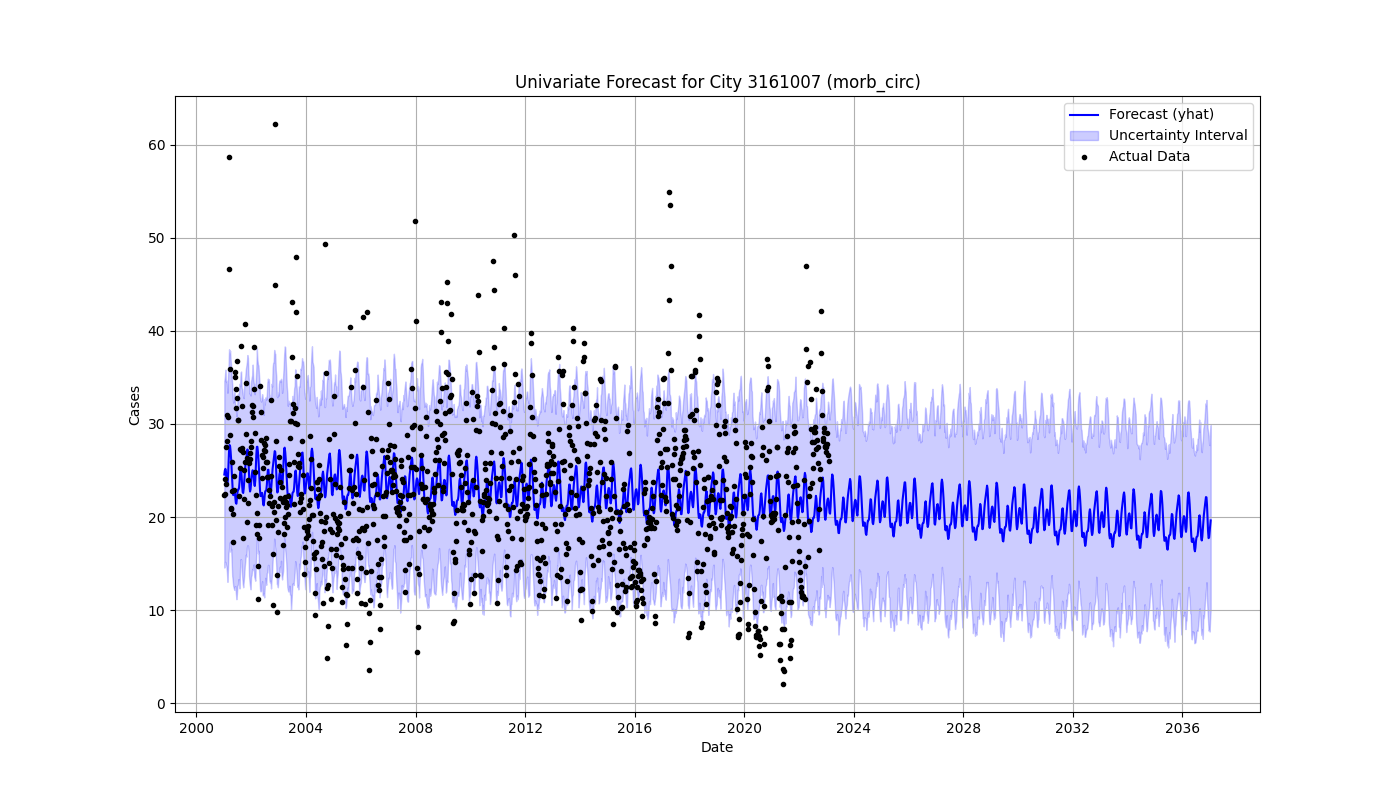 Univariate Forecast for City 3161007 (morb_circ)
Forecast (yhat)
Uncertainty Interval
Actual Data
Cases
60
50
40
30
20
10
0
2000 2004 2008 2012 2016 2020 2024 2028 2032 2036
Date